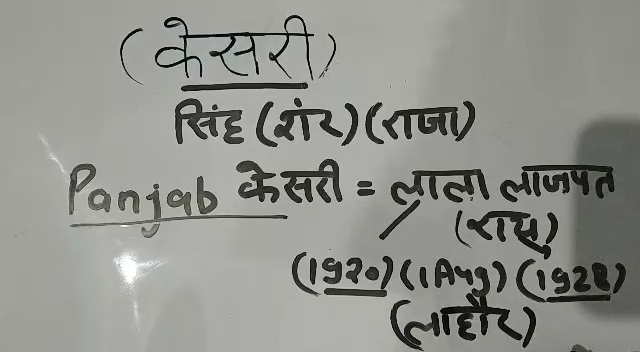 (केसरी)
सिंह (शेर) (राजा)
Panjab केसरी = लाला लाजपत
(राय)
(1920) (1 Aug) (1928)
(लाहौर)